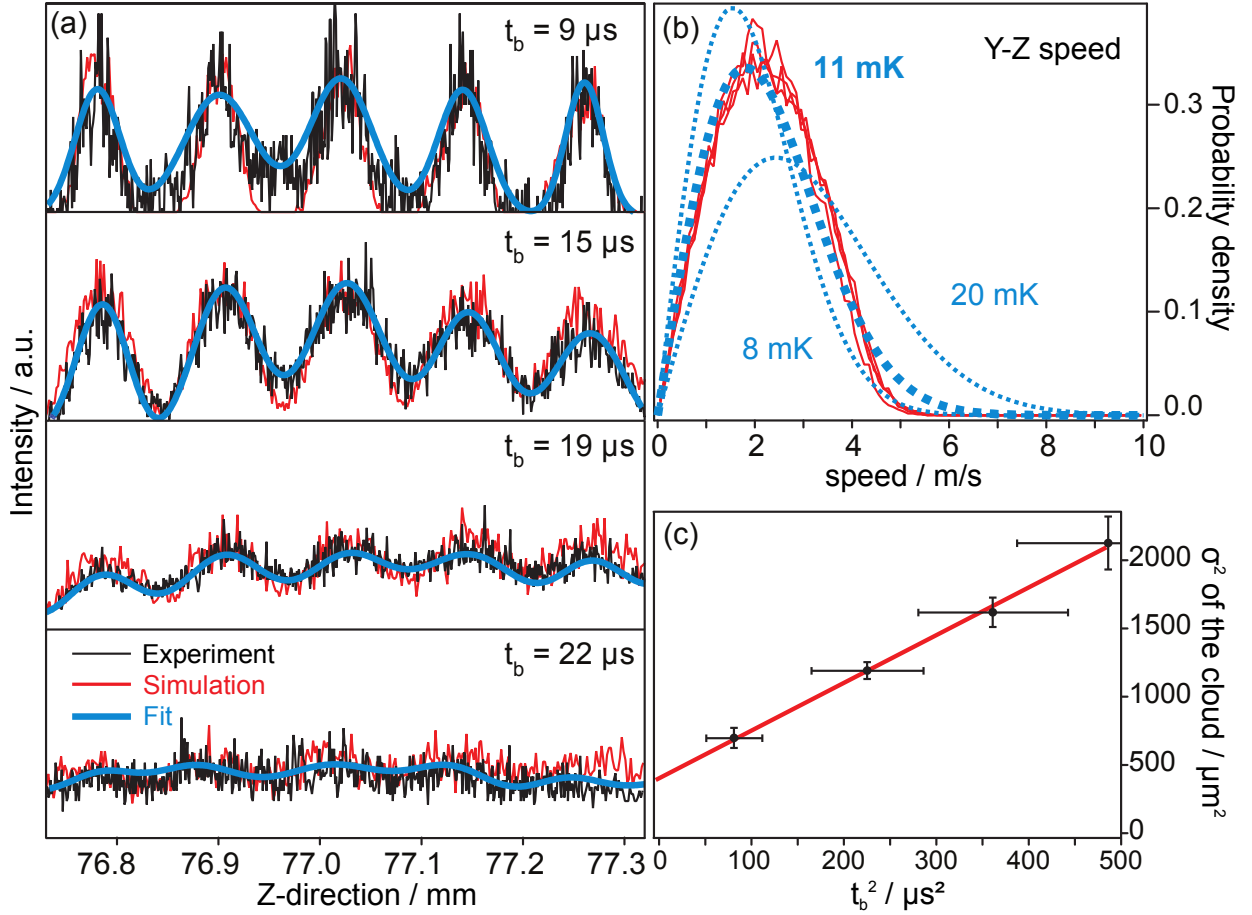 (a)
t_b = 9 µs
t_b = 15 µs
t_b = 19 µs
t_b = 22 µs
Experiment
Simulation
Fit
Intensity / a.u.
76.8 76.9 77.0 77.1 77.2 77.3
Z-direction / mm
(b)
Y-Z speed
11 mK
20 mK
8 mK
0.3
0.2
0.1
0.0
Probability density
0 2 4 6 8 10
speed / m/s
(c)
2000
1500
1000
500
0
σ² of the cloud / µm²
0 100 200 300 400 500
t_b² / µs²